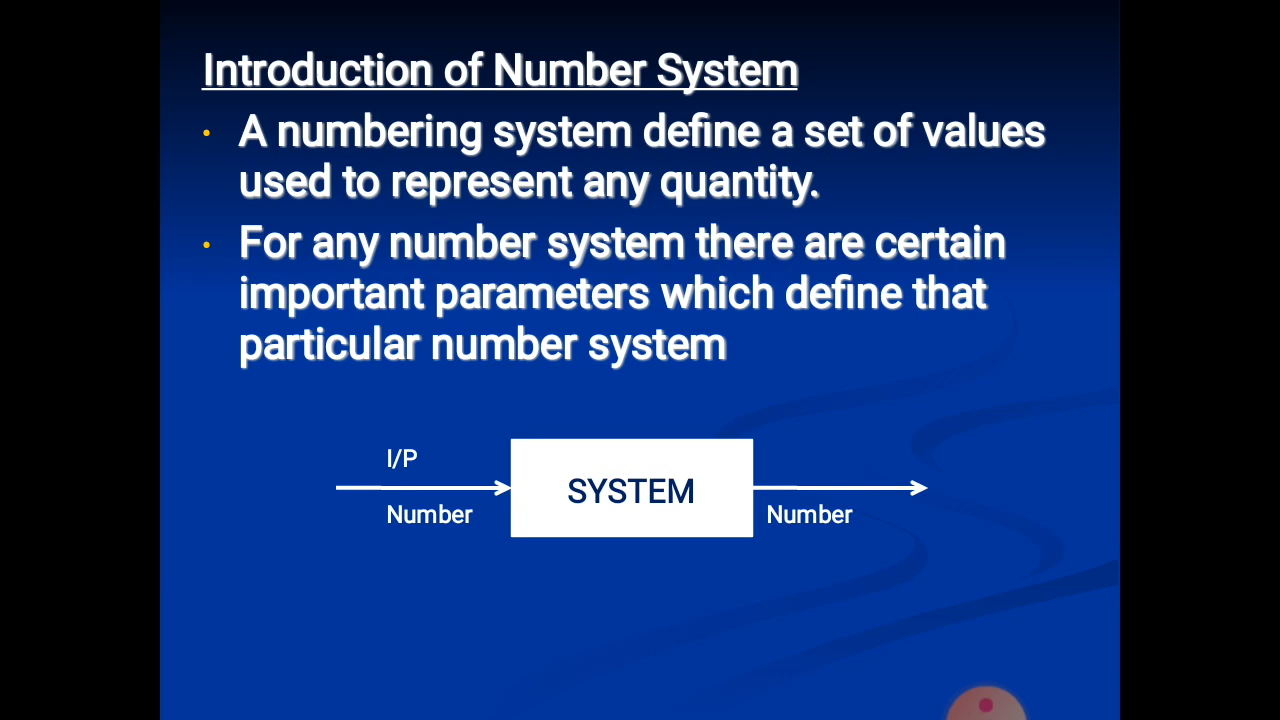 Introduction of Number System
• A numbering system define a set of values
used to represent any quantity.
• For any number system there are certain
important parameters which define that
particular number system
I/P
SYSTEM
Number
Number